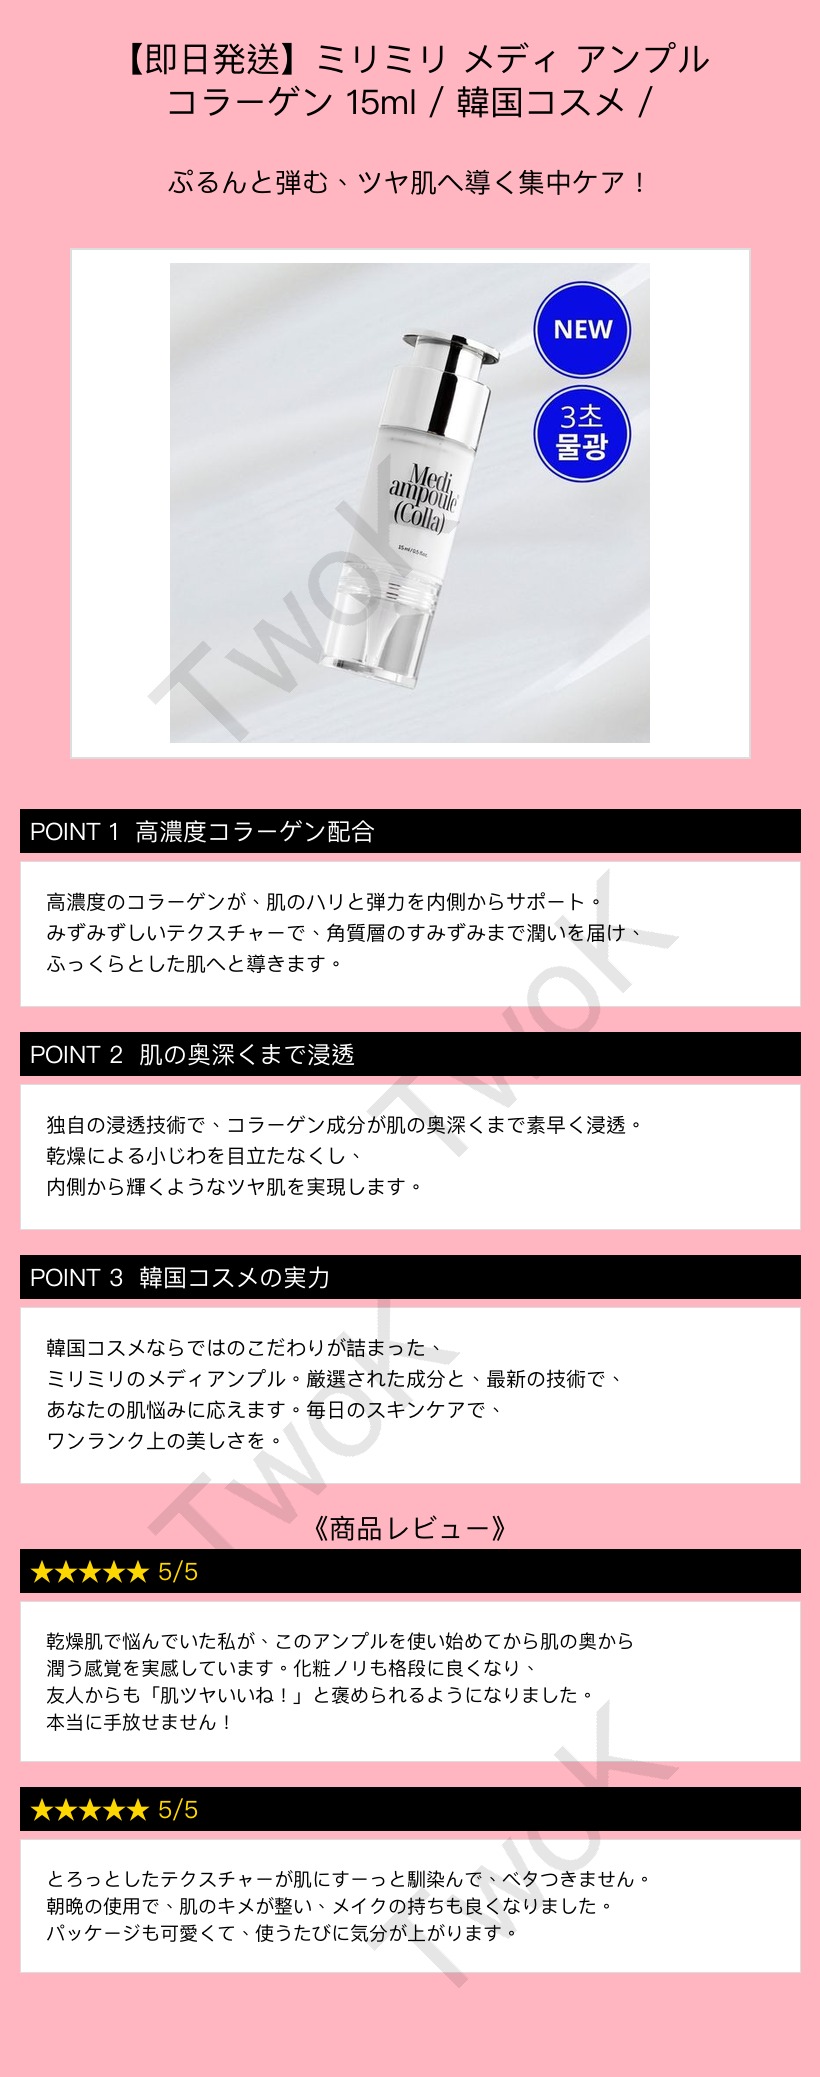 【即日発送】ミリミリ メディ アンプル
コラーゲン 15ml / 韓国コスメ /
ぷるんと弾む、ツヤ肌へ導く集中ケア！
NEW
3초
물광
Medi
ampoule
(Colla)
15 ml / 0.5 fl.oz.
TwoK
POINT 1 高濃度コラーゲン配合
高濃度のコラーゲンが、肌のハリと弾力を内側からサポート。
みずみずしいテクスチャーで、角質層のすみずみまで潤いを届け、
ふっくらとした肌へと導きます。
TwoK
POINT 2 肌の奥深くまで浸透
独自の浸透技術で、コラーゲン成分が肌の奥深くまで素早く浸透。
乾燥による小じわを目立たなくし、
内側から輝くようなツヤ肌を実現します。
POINT 3 韓国コスメの実力
韓国コスメならではのこだわりが詰まった、
ミリミリのメディアンプル。厳選された成分と、最新の技術で、
あなたの肌悩みに応えます。毎日のスキンケアで、
ワンランク上の美しさを。
TwoK
《商品レビュー》
★★★★★ 5/5
乾燥肌で悩んでいた私が、このアンプルを使い始めてから肌の奥から
潤う感覚を実感しています。化粧ノリも格段に良くなり、
友人からも「肌ツヤいいね！」と褒められるようになりました。
本当に手放せません！
★★★★★ 5/5
とろっとしたテクスチャーが肌にすーっと馴染んで、ベタつきません。
朝晩の使用で、肌のキメが整い、メイクの持ちも良くなりました。
パッケージも可愛くて、使うたびに気分が上がります。
TwoK